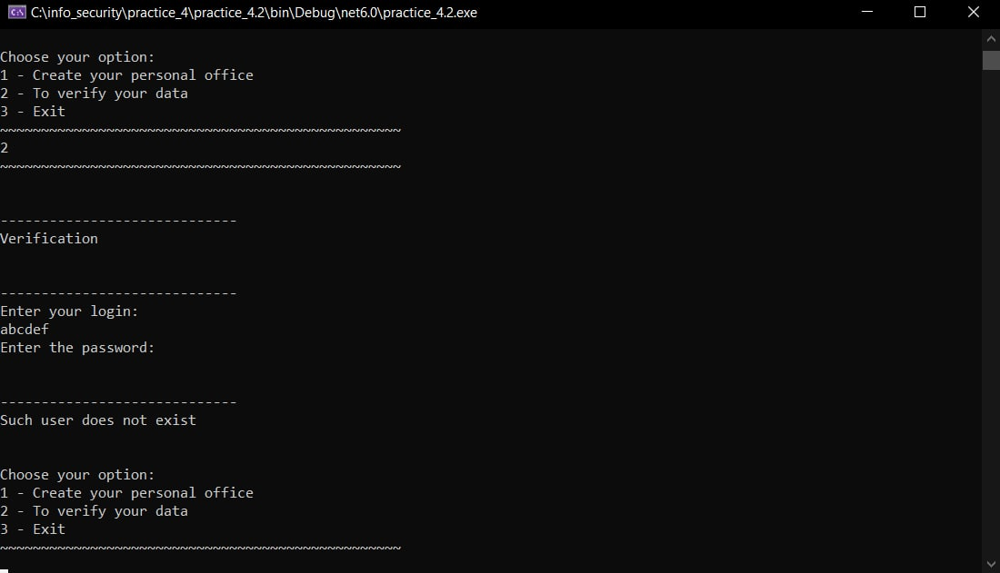 C:\info_security\practice_4\practice_4.2\bin\Debug\net6.0\practice_4.2.exe
Choose your option:
1 - Create your personal office
2 - To verify your data
3 - Exit
~~~~~~~~~~~~~~~~~~~~~~~~~~~~~~~~~~~~~~~~~~~~~~~~~
2
~~~~~~~~~~~~~~~~~~~~~~~~~~~~~~~~~~~~~~~~~~~~~~~~~
-----------------------------
Verification
-----------------------------
Enter your login:
abcdef
Enter the password:
-----------------------------
Such user does not exist
Choose your option:
1 - Create your personal office
2 - To verify your data
3 - Exit
~~~~~~~~~~~~~~~~~~~~~~~~~~~~~~~~~~~~~~~~~~~~~~~~~